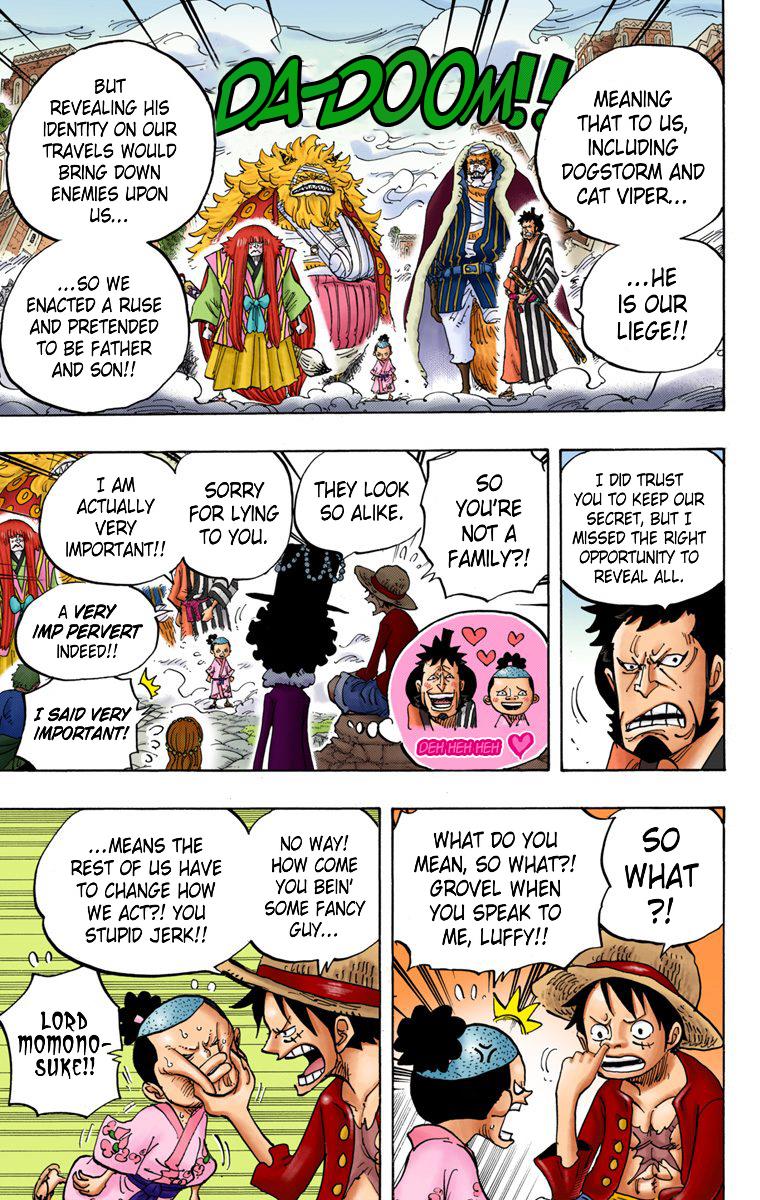 DA-DOOM!!
MEANING
THAT TO US,
INCLUDING
DOGSTORM AND
CAT VIPER...
...HE
IS OUR
LIEGE!!
BUT
REVEALING HIS
IDENTITY ON OUR
TRAVELS WOULD
BRING DOWN
ENEMIES UPON
US...
...SO WE
ENACTED A RUSE
AND PRETENDED
TO BE FATHER
AND SON!!
I DID TRUST
YOU TO KEEP OUR
SECRET, BUT I
MISSED THE RIGHT
OPPORTUNITY TO
REVEAL ALL.
SO
YOU'RE
NOT A
FAMILY?!
THEY LOOK
SO ALIKE.
DEH HEH HEH
SORRY
FOR LYING
TO YOU.
I AM
ACTUALLY
VERY
IMPORTANT!!
A VERY
IMP PERVERT
INDEED!!
I SAID VERY
IMPORTANT!
SO
WHAT
?!
WHAT DO YOU
MEAN, SO WHAT?!
GROVEL WHEN
YOU SPEAK TO
ME, LUFFY!!
NO WAY!
HOW COME
YOU BEIN'
SOME FANCY
GUY...
...MEANS THE
REST OF US HAVE
TO CHANGE HOW
WE ACT?! YOU
STUPID JERK!!
LORD
MOMONO-
SUKE!!